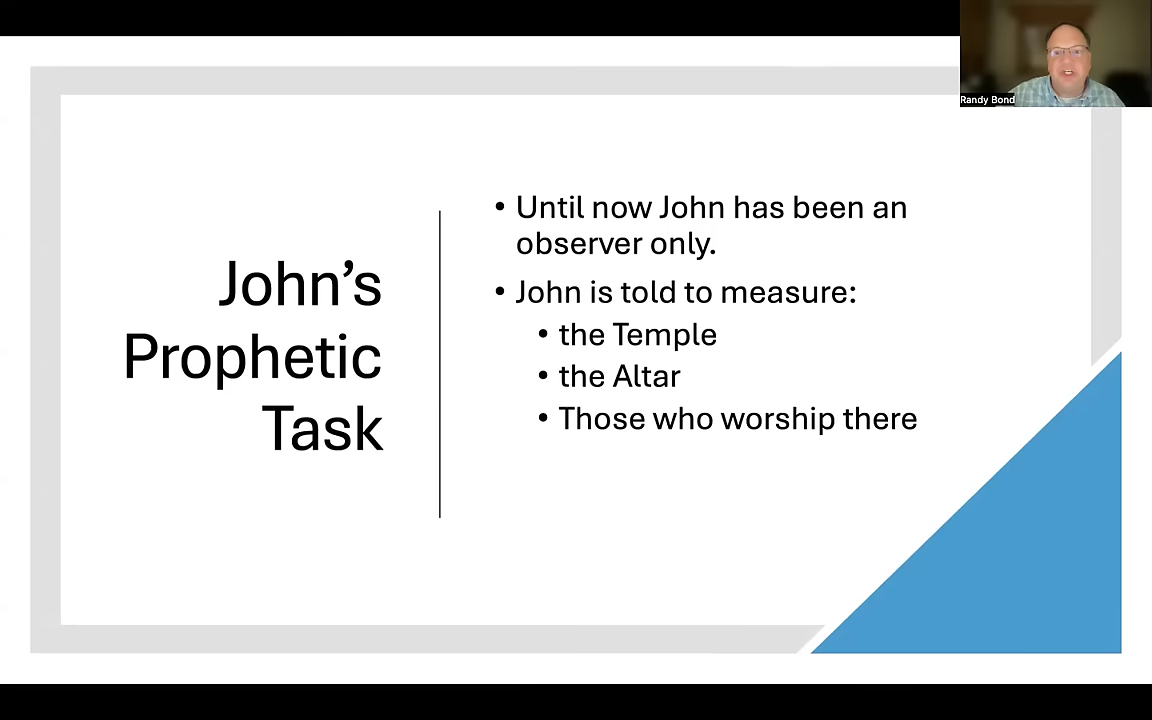 Randy Bond
John’s
Prophetic
Task
• Until now John has been an
observer only.
• John is told to measure:
• the Temple
• the Altar
• Those who worship there